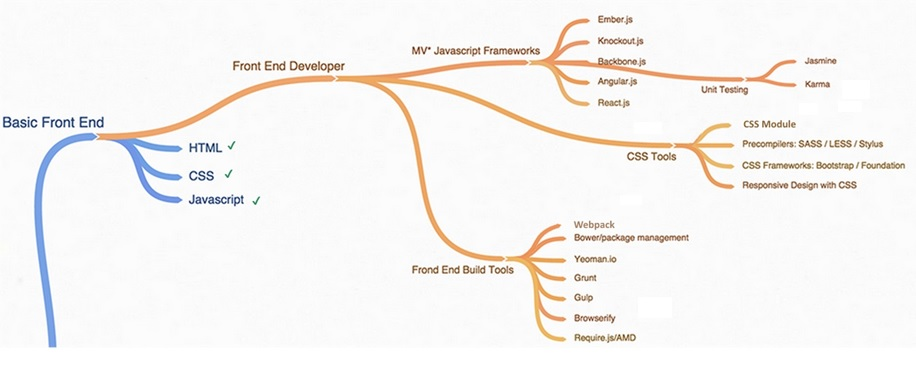 Basic Front End
HTML ✓
CSS ✓
Javascript ✓
Front End Developer
MV* Javascript Frameworks
Ember.js
Knockout.js
Backbone.js
Angular.js
React.js
Unit Testing
Jasmine
Karma
CSS Tools
CSS Module
Precompilers: SASS / LESS / Stylus
CSS Frameworks: Bootstrap / Foundation
Responsive Design with CSS
Frond End Build Tools
Webpack
Bower/package management
Yeoman.io
Grunt
Gulp
Browserify
Require.js/AMD